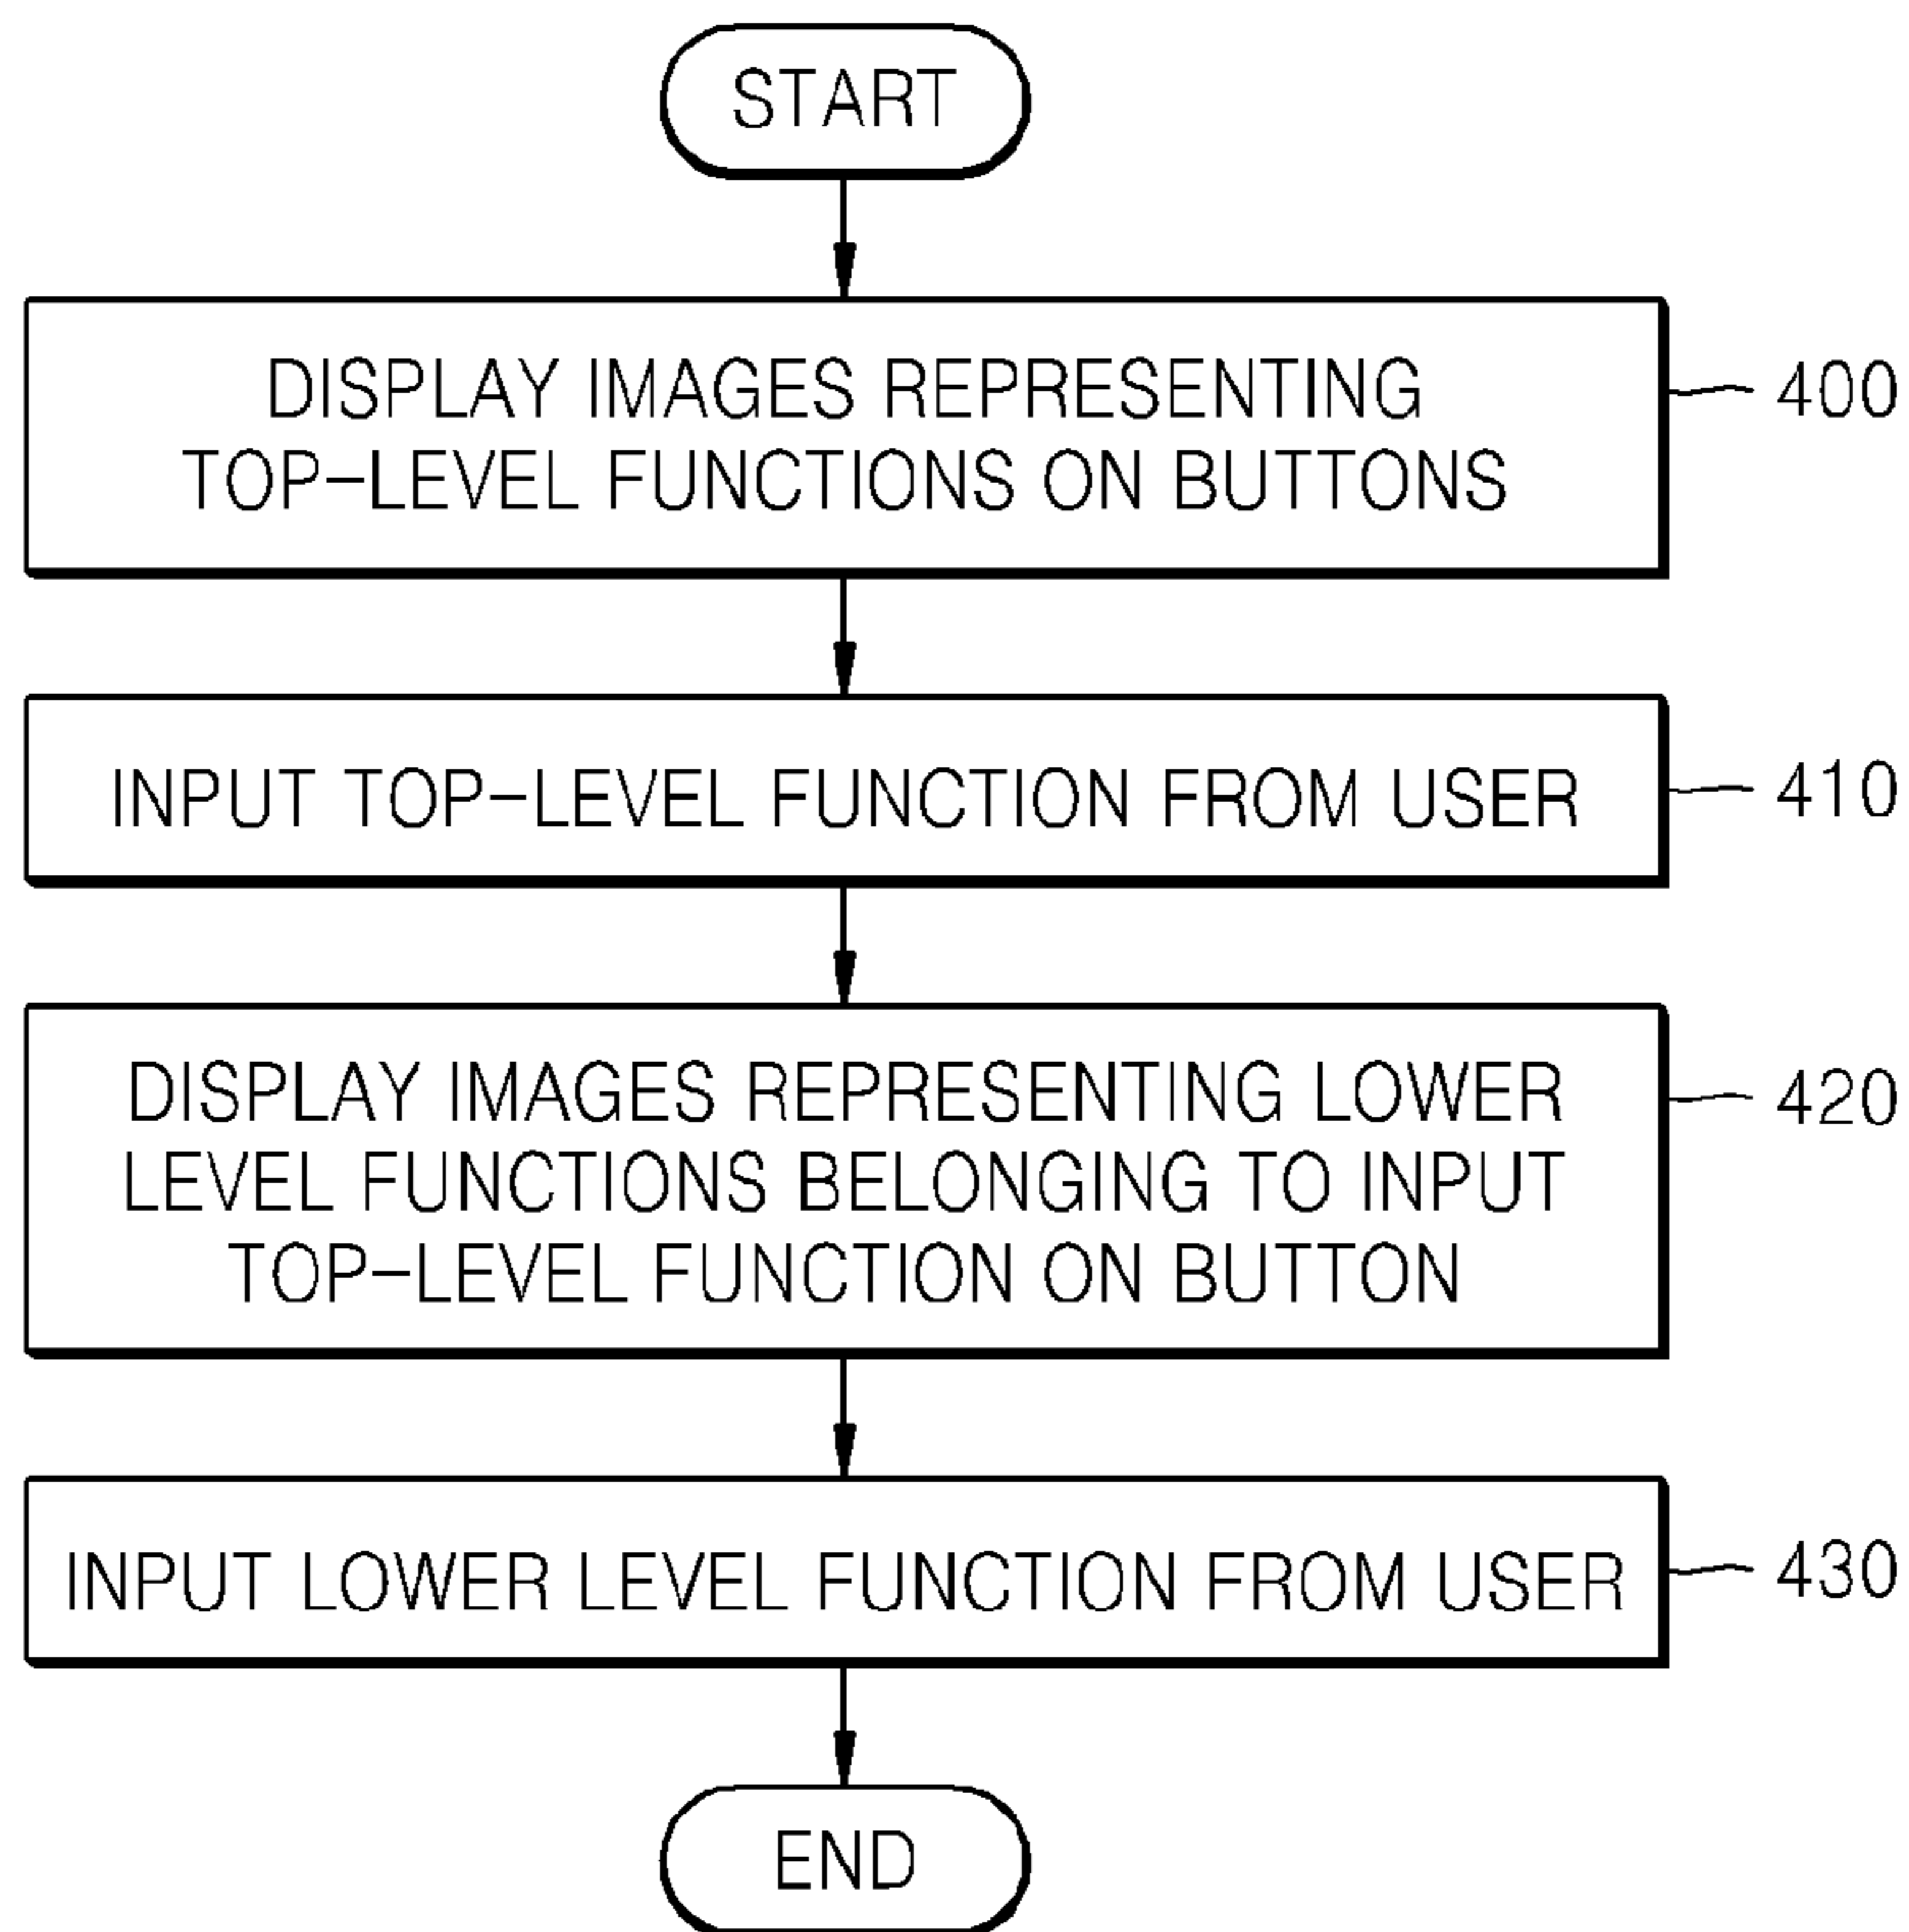 START
DISPLAY IMAGES REPRESENTING
TOP-LEVEL FUNCTIONS ON BUTTONS
400
INPUT TOP-LEVEL FUNCTION FROM USER
410
DISPLAY IMAGES REPRESENTING LOWER
LEVEL FUNCTIONS BELONGING TO INPUT
TOP-LEVEL FUNCTION ON BUTTON
420
INPUT LOWER LEVEL FUNCTION FROM USER
430
END